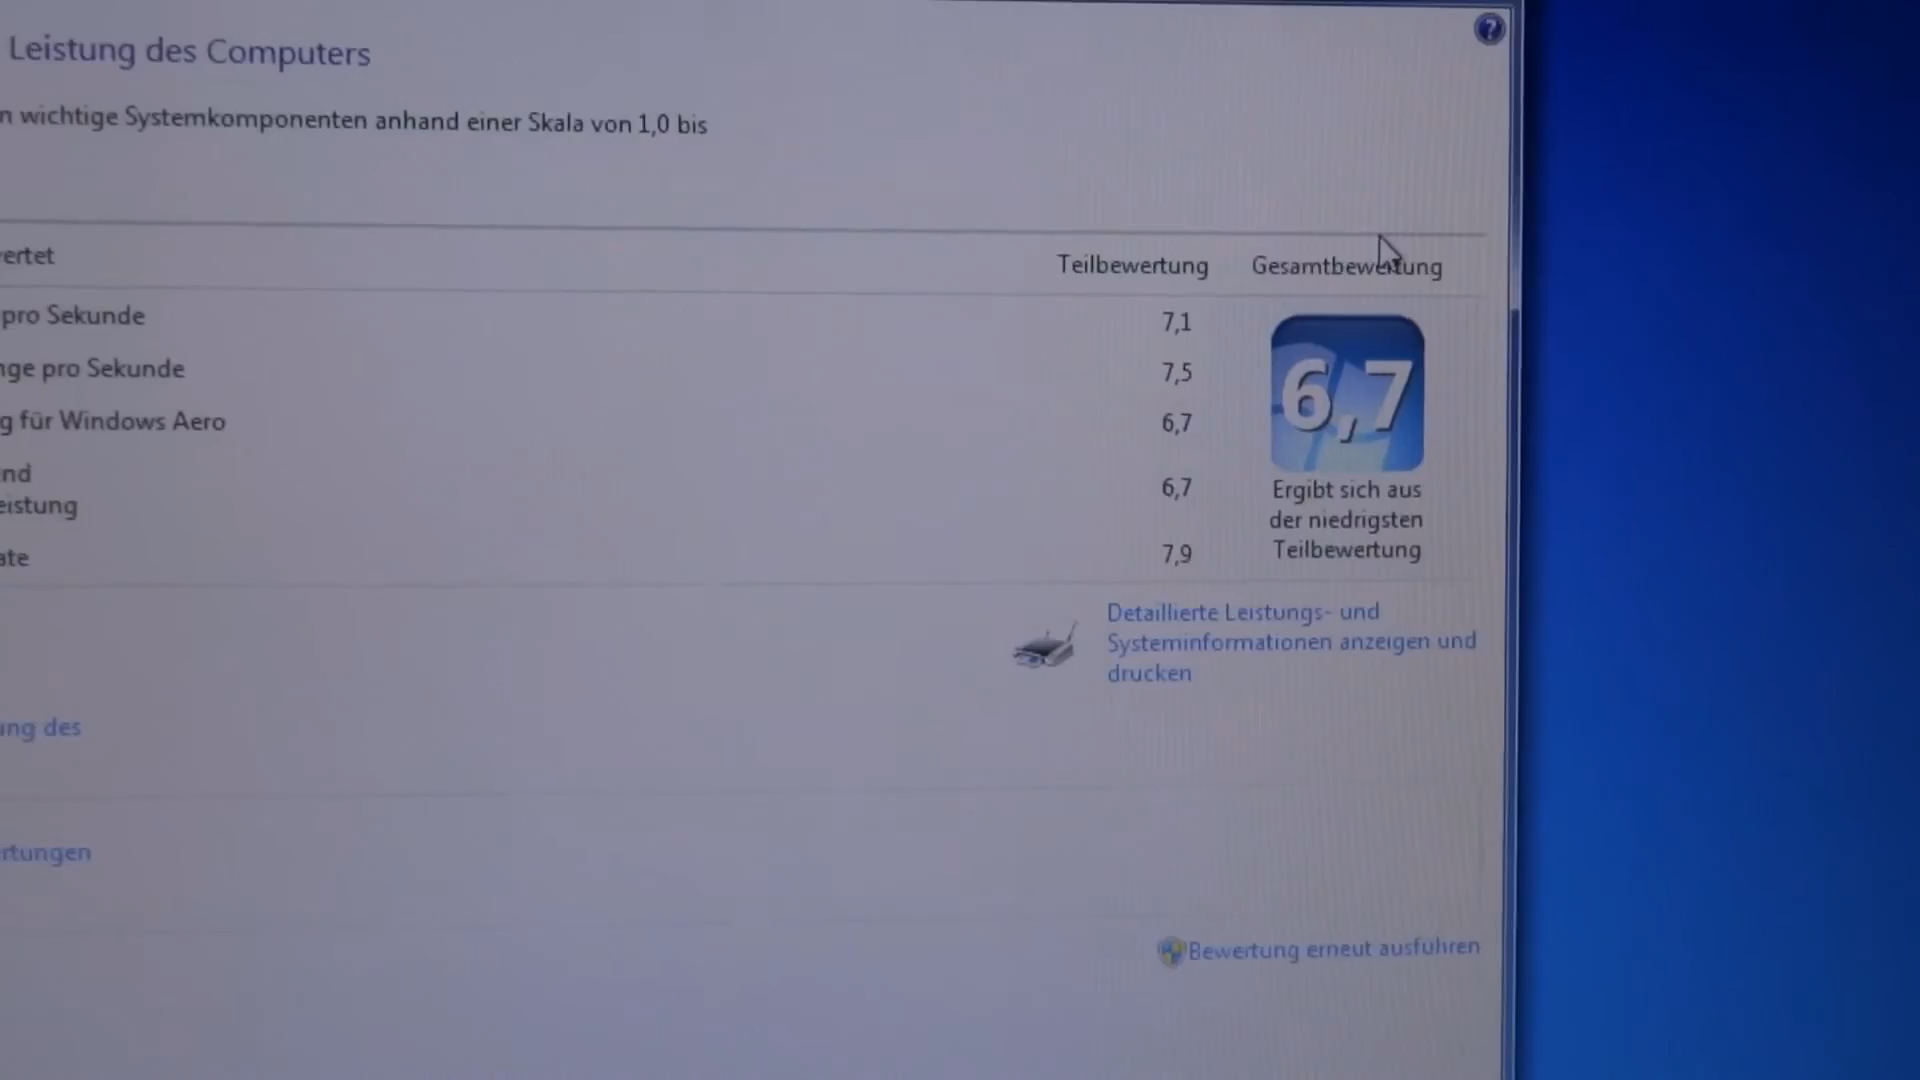 Leistung des Computers
n wichtige Systemkomponenten anhand einer Skala von 1,0 bis
ertet Teilbewertung Gesamtbewertung
pro Sekunde 7,1
nge pro Sekunde 7,5
g für Windows Aero 6,7
6,7
nd
eistung 6,7
Ergibt sich aus
der niedrigsten
Teilbewertung
ate 7,9
Detaillierte Leistungs- und
Systeminformationen anzeigen und
drucken
ung des
rtungen
Bewertung erneut ausführen